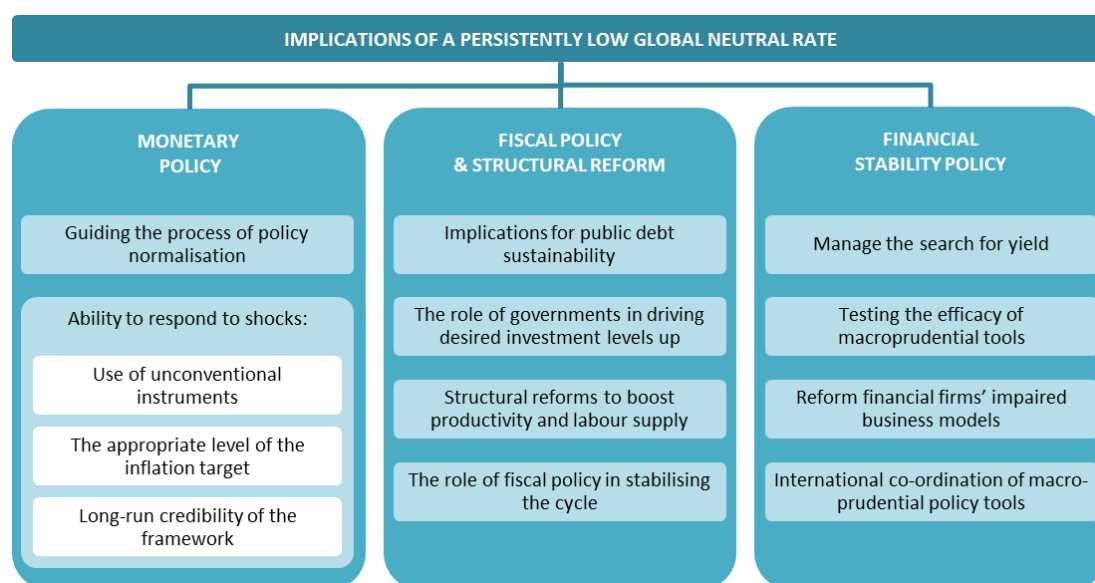 IMPLICATIONS OF A PERSISTENTLY LOW GLOBAL NEUTRAL RATE
MONETARY
POLICY
Guiding the process of policy
normalisation
Ability to respond to shocks:
Use of unconventional
instruments
The appropriate level of the
inflation target
Long-run credibility of the
framework
FISCAL POLICY
& STRUCTURAL REFORM
Implications for public debt
sustainability
The role of governments in driving
desired investment levels up
Structural reforms to boost
productivity and labour supply
The role of fiscal policy in stabilising
the cycle
FINANCIAL
STABILITY POLICY
Manage the search for yield
Testing the efficacy of
macroprudential tools
Reform financial firms’ impaired
business models
International co-ordination of macro-
prudential policy tools